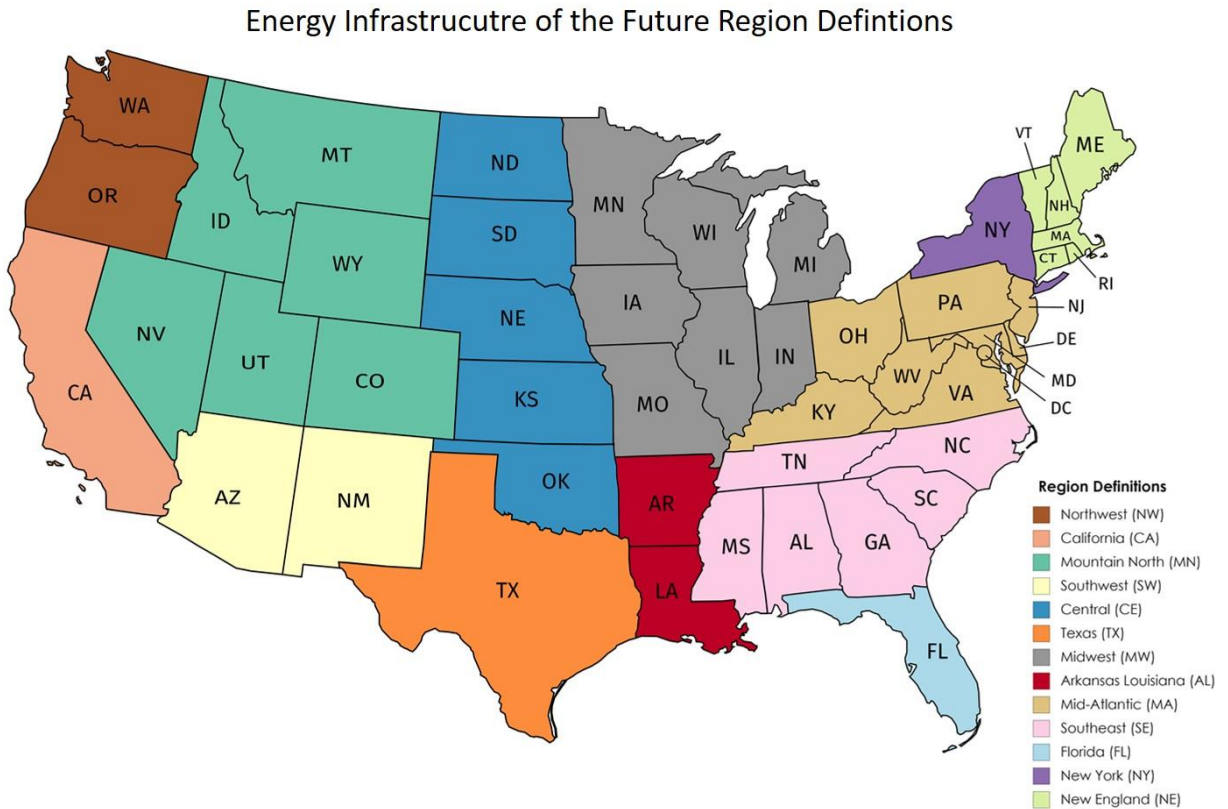 Energy Infrastrucutre of the Future Region Defintions
WA
OR
CA
ID
MT
WY
NV
UT
CO
AZ
NM
ND
SD
NE
KS
OK
TX
MN
IA
MO
WI
IL
IN
MI
AR
LA
OH
KY
WV
PA
VA
TN
NC
SC
MS
AL
GA
FL
NY
VT
ME
NH
MA
CT
RI
NJ
DE
MD
DC
Region Definitions
Northwest (NW)
California (CA)
Mountain North (MN)
Southwest (SW)
Central (CE)
Texas (TX)
Midwest (MW)
Arkansas Louisiana (AL)
Mid-Atlantic (MA)
Southeast (SE)
Florida (FL)
New York (NY)
New England (NE)